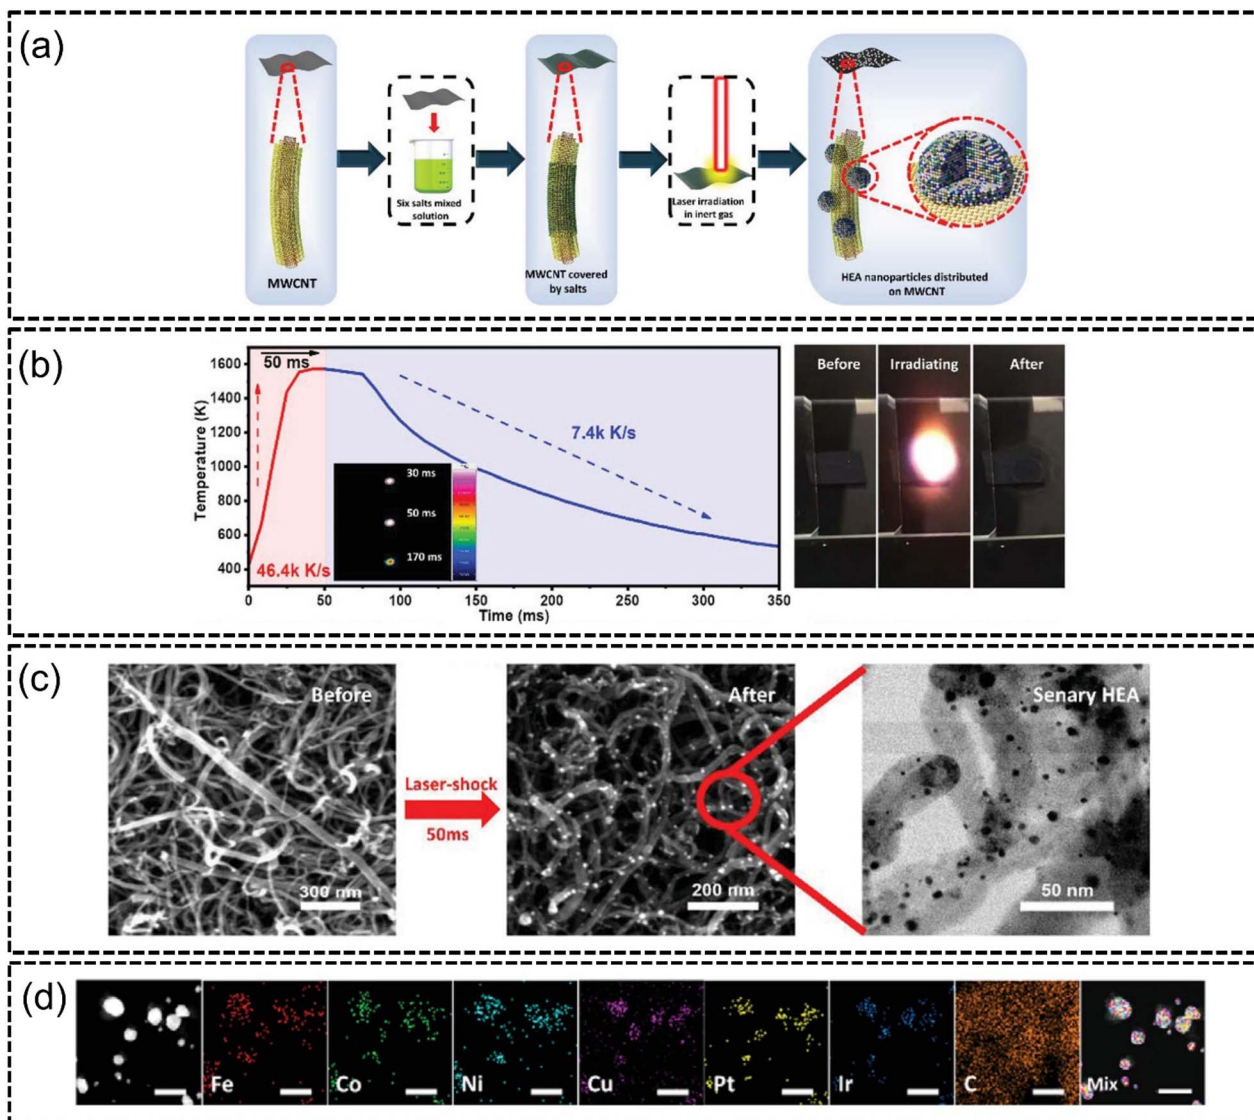 (a)
MWCNT
Six salts mixed
solution
MWCNT covered
by salts
Laser irradiation
in inert gas
HEA nanoparticles distributed
on MWCNT
(b)
Temperature (K)
1600
1400
1200
1000
800
600
400
50 ms
46.4k K/s
7.4k K/s
30 ms
50 ms
170 ms
0
50
100
150
200
250
300
350
Time (ms)
Before
Irradiating
After
(c)
Before
300 nm
Laser-shock
50ms
After
200 nm
Senary HEA
50 nm
(d)
Fe
Co
Ni
Cu
Pt
Ir
C
Mix